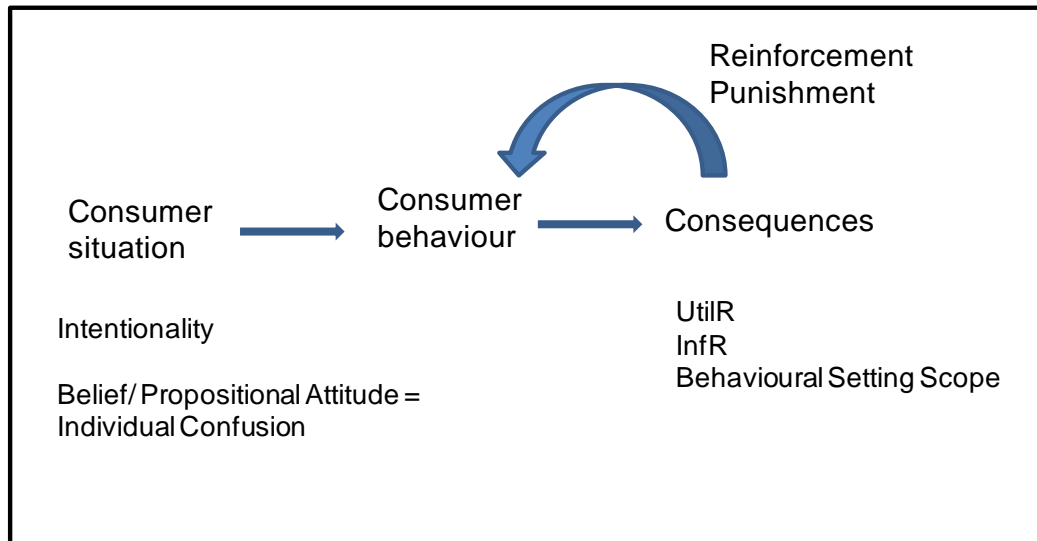 Reinforcement
Punishment
Consumer
situation
Consumer
behaviour
Consequences
Intentionality
Belief/ Propositional Attitude =
Individual Confusion
UtilR
InfR
Behavioural Setting Scope